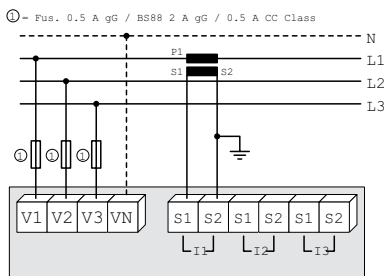 ① = Fus. 0.5 A gG / BS88 2 A gG / 0.5 A CC Class
N
P1
L1
S1 S2
L2
L3
① ① ①
V1 V2 V3 VN S1 S2 S1 S2 S1 S2
I1 I2 I3